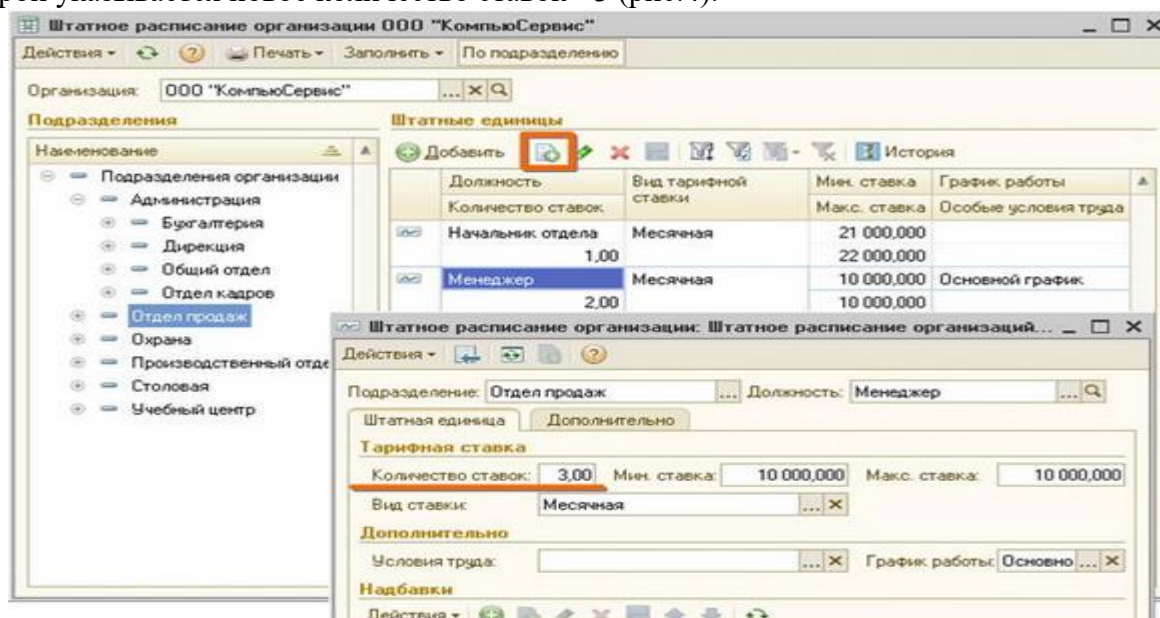 Штатное расписание организации ООО "КомпьюСервис"
Действия Печать Заполнить По подразделению
Организация: ООО "КомпьюСервис" ...
Подразделения
Наименование
Подразделения организации
Администрация
Бухгалтерия
Дирекция
Общий отдел
Отдел кадров
Отдел продаж
Охрана
Производственный отде
Столовая
Учебный центр
Штатные единицы
Добавить История
Должность Вид тарифной ставки Мин. ставка График работы
Количество ставок Макс. ставка Особые условия труда
Начальник отдела Месячная 21 000,000
1,00 22 000,000
Менеджер Месячная 10 000,000 Основной график
2,00 10 000,000
Штатное расписание организации: Штатное расписание организаций...
Действия
Подразделение: Отдел продаж ... Должность: Менеджер ...
Штатная единица Дополнительно
Тарифная ставка
Количество ставок: 3,00 Мин. ставка: 10 000,000 Макс. ставка: 10 000,000
Вид ставки: Месячная ...
Дополнительно
Условия труда: ... График работы: Основно ...
Надбавки
Действия